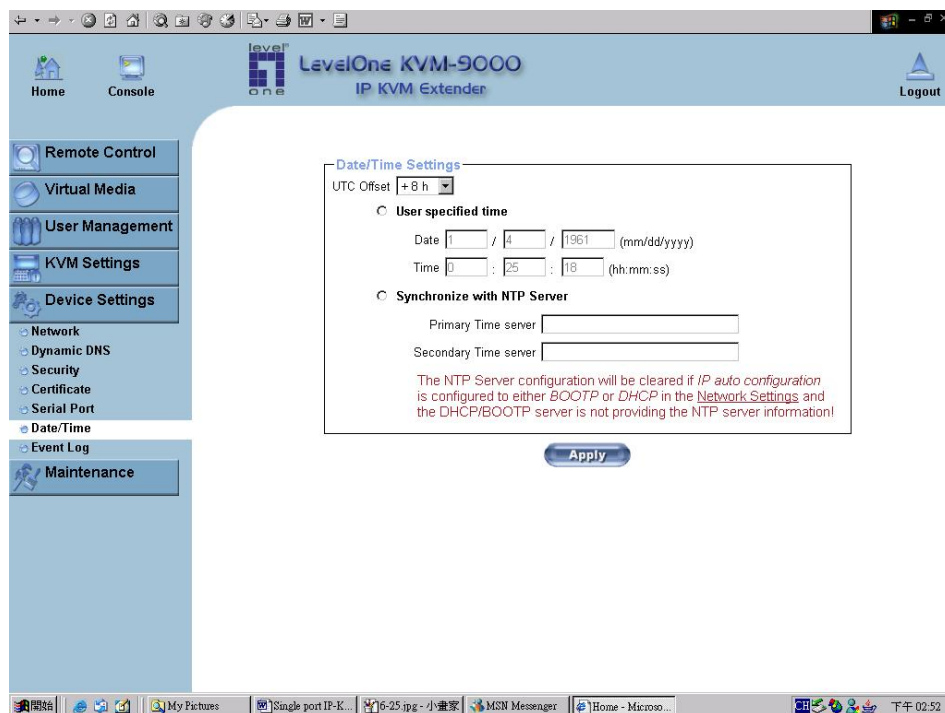 Home
Console
level
one
LevelOne KVM-9000
IP KVM Extender
Logout
Remote Control
Virtual Media
User Management
KVM Settings
Device Settings
Network
Dynamic DNS
Security
Certificate
Serial Port
Date/Time
Event Log
Maintenance
Date/Time Settings
UTC Offset +8 h
User specified time
Date 1 / 4 / 1961 (mm/dd/yyyy)
Time 0 : 25 : 18 (hh:mm:ss)
Synchronize with NTP Server
Primary Time server
Secondary Time server
The NTP Server configuration will be cleared if IP auto configuration
is configured to either BOOTP or DHCP in the Network Settings and
the DHCP/BOOTP server is not providing the NTP server information!
Apply
開始 My Pictures Single port IP-K... 6-25.jpg - 小畫家 MSN Messenger Home - Microso... CH 下午 02:52